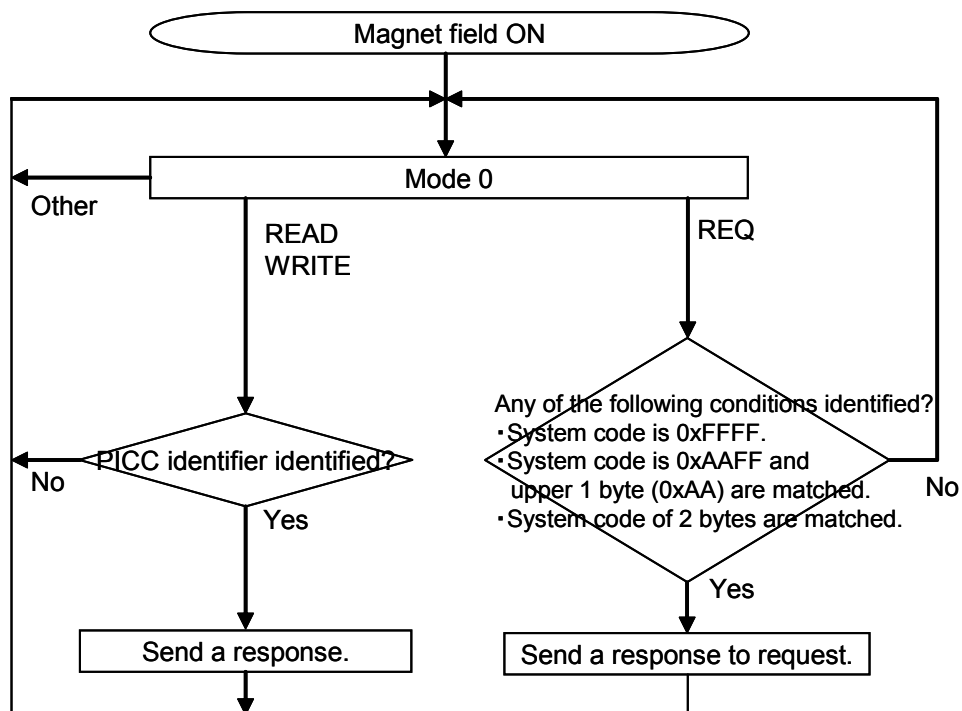 Magnet field ON
Mode 0
Other
READ
WRITE
REQ
Any of the following conditions identified?
・System code is 0xFFFF.
・System code is 0xAAFF and
upper 1 byte (0xAA) are matched.
・System code of 2 bytes are matched.
PICC identifier identified?
No
No
Yes
Yes
Send a response.
Send a response to request.